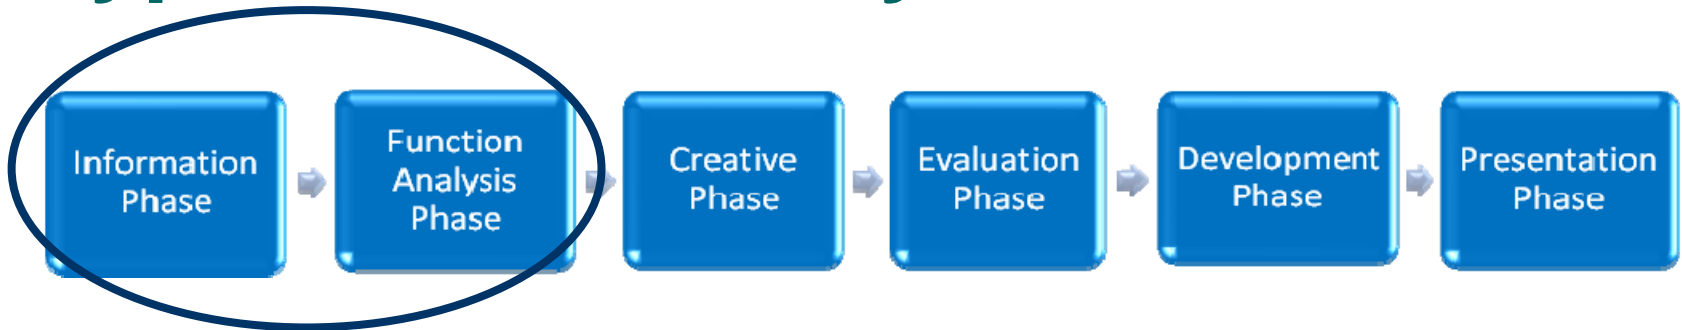 Information
Phase
Function
Analysis
Phase
Creative
Phase
Evaluation
Phase
Development
Phase
Presentation
Phase